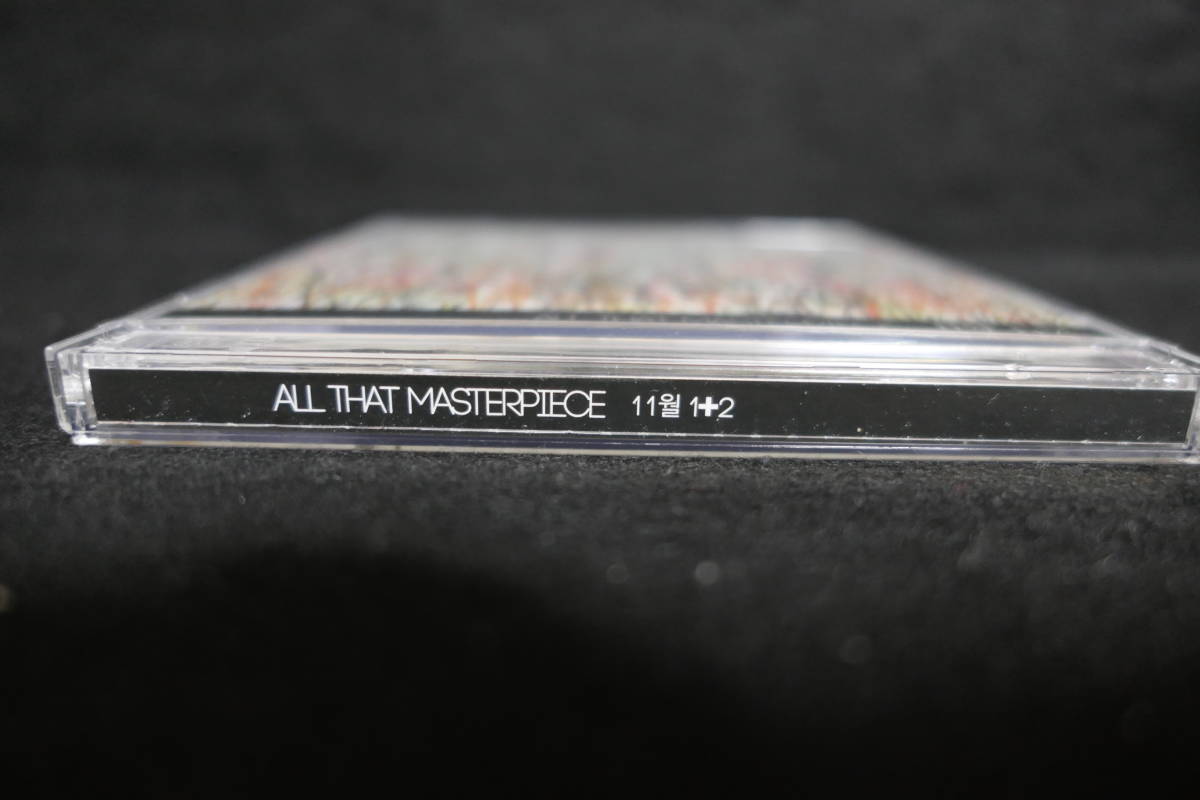 ALL THAT MASTERPIECE 11월 1+2